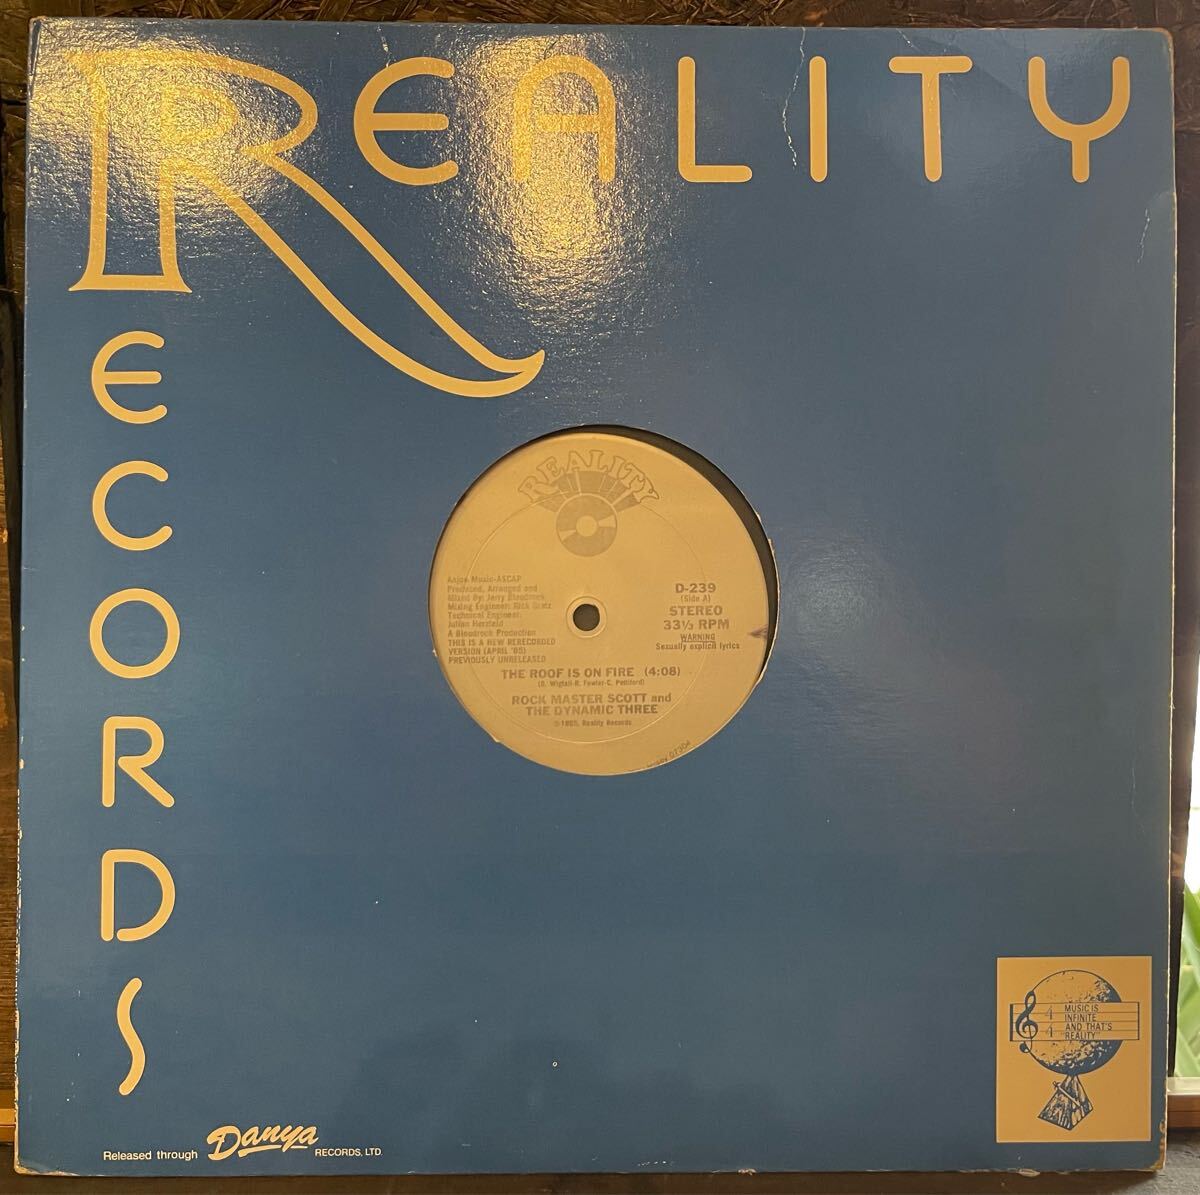 REALITY
RECORDS
REALITY
Anjoe Music-ASCAP
Produced, Arranged and
Mixed By: Jerry Bloodrock
Mixing Engineer: Rick
Technical Engineer:
Julian Herzfeld
A Bloodrock Production
THIS IS A NEW RERECORDED
VERSION (APRIL '85)
PREVIOUSLY UNRELEASED
D-239
(Side A)
STEREO
33⅓ RPM
WARNING
Sexually explicit lyrics
THE ROOF IS ON FIRE (4:08)
ROCK MASTER SCOTT and
THE DYNAMIC THREE
1985, Reality Records
MUSIC IS
INFINITE
AND THAT'S
"REALITY"
4
4
Released through Danya RECORDS, LTD.